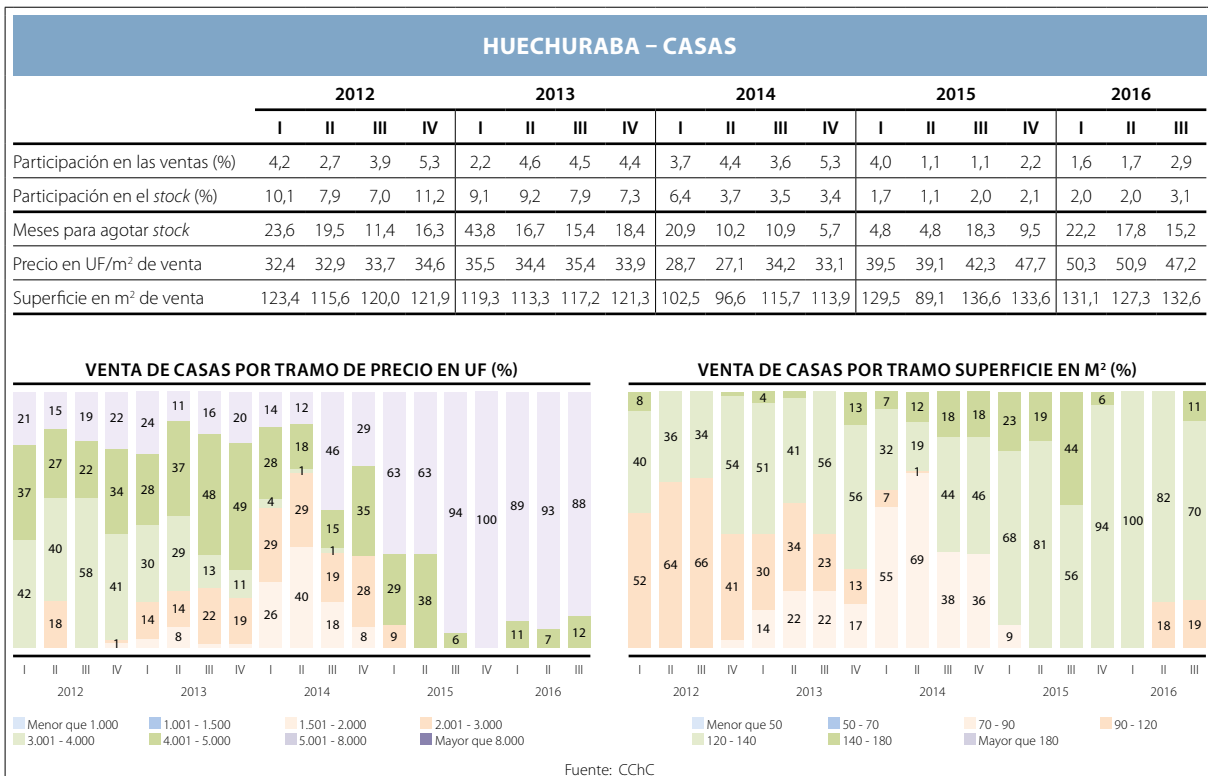 HUECHURABA – CASAS
2012 2013 2014 2015 2016
I II III IV I II III IV I II III IV I II III IV I II III
Participación en las ventas (%) 4,2 2,7 3,9 5,3 2,2 4,6 4,5 4,4 3,7 4,4 3,6 5,3 4,0 1,1 1,1 2,2 1,6 1,7 2,9
Participación en el stock (%) 10,1 7,9 7,0 11,2 9,1 9,2 7,9 7,3 6,4 3,7 3,5 3,4 1,7 1,1 2,0 2,1 2,0 2,0 3,1
Meses para agotar stock 23,6 19,5 11,4 16,3 43,8 16,7 15,4 18,4 20,9 10,2 10,9 5,7 4,8 4,8 18,3 9,5 22,2 17,8 15,2
Precio en UF/m² de venta 32,4 32,9 33,7 34,6 35,5 34,4 35,4 33,9 28,7 27,1 34,2 33,1 39,5 39,1 42,3 47,7 50,3 50,9 47,2
Superficie en m² de venta 123,4 115,6 120,0 121,9 119,3 113,3 117,2 121,3 102,5 96,6 115,7 113,9 129,5 89,1 136,6 133,6 131,1 127,3 132,6
VENTA DE CASAS POR TRAMO DE PRECIO EN UF (%)
21 37 42
15 27 40 18
19 22 58
22 34 41 1
24 28 30 14
11 37 29 14 8
16 48 13 22
20 49 11 19
14 28 4 29 26
12 18 1 29 40
46 15 1 19 18
29 35 28 8
63 29 9
63 38
94 6
100
89 11
93 7
88 12
I II III IV I II III IV I II III IV I II III IV I II III
2012 2013 2014 2015 2016
Menor que 1.000 1.001 - 1.500 1.501 - 2.000 2.001 - 3.000
3.001 - 4.000 4.001 - 5.000 5.001 - 8.000 Mayor que 8.000
VENTA DE CASAS POR TRAMO SUPERFICIE EN M² (%)
8 40 52
36 64
34 66
54 41
4 51 30 14
41 34 22
56 23 22
13 56 13 17
7 32 7 55
12 19 1 69
18 44 38
18 46 36
23 68 9
19 81
44 56
6 94
100
82 18
11 70 19
I II III IV I II III IV I II III IV I II III IV I II III
2012 2013 2014 2015 2016
Menor que 50 50 - 70 70 - 90 90 - 120
120 - 140 140 - 180 Mayor que 180
Fuente: CChC